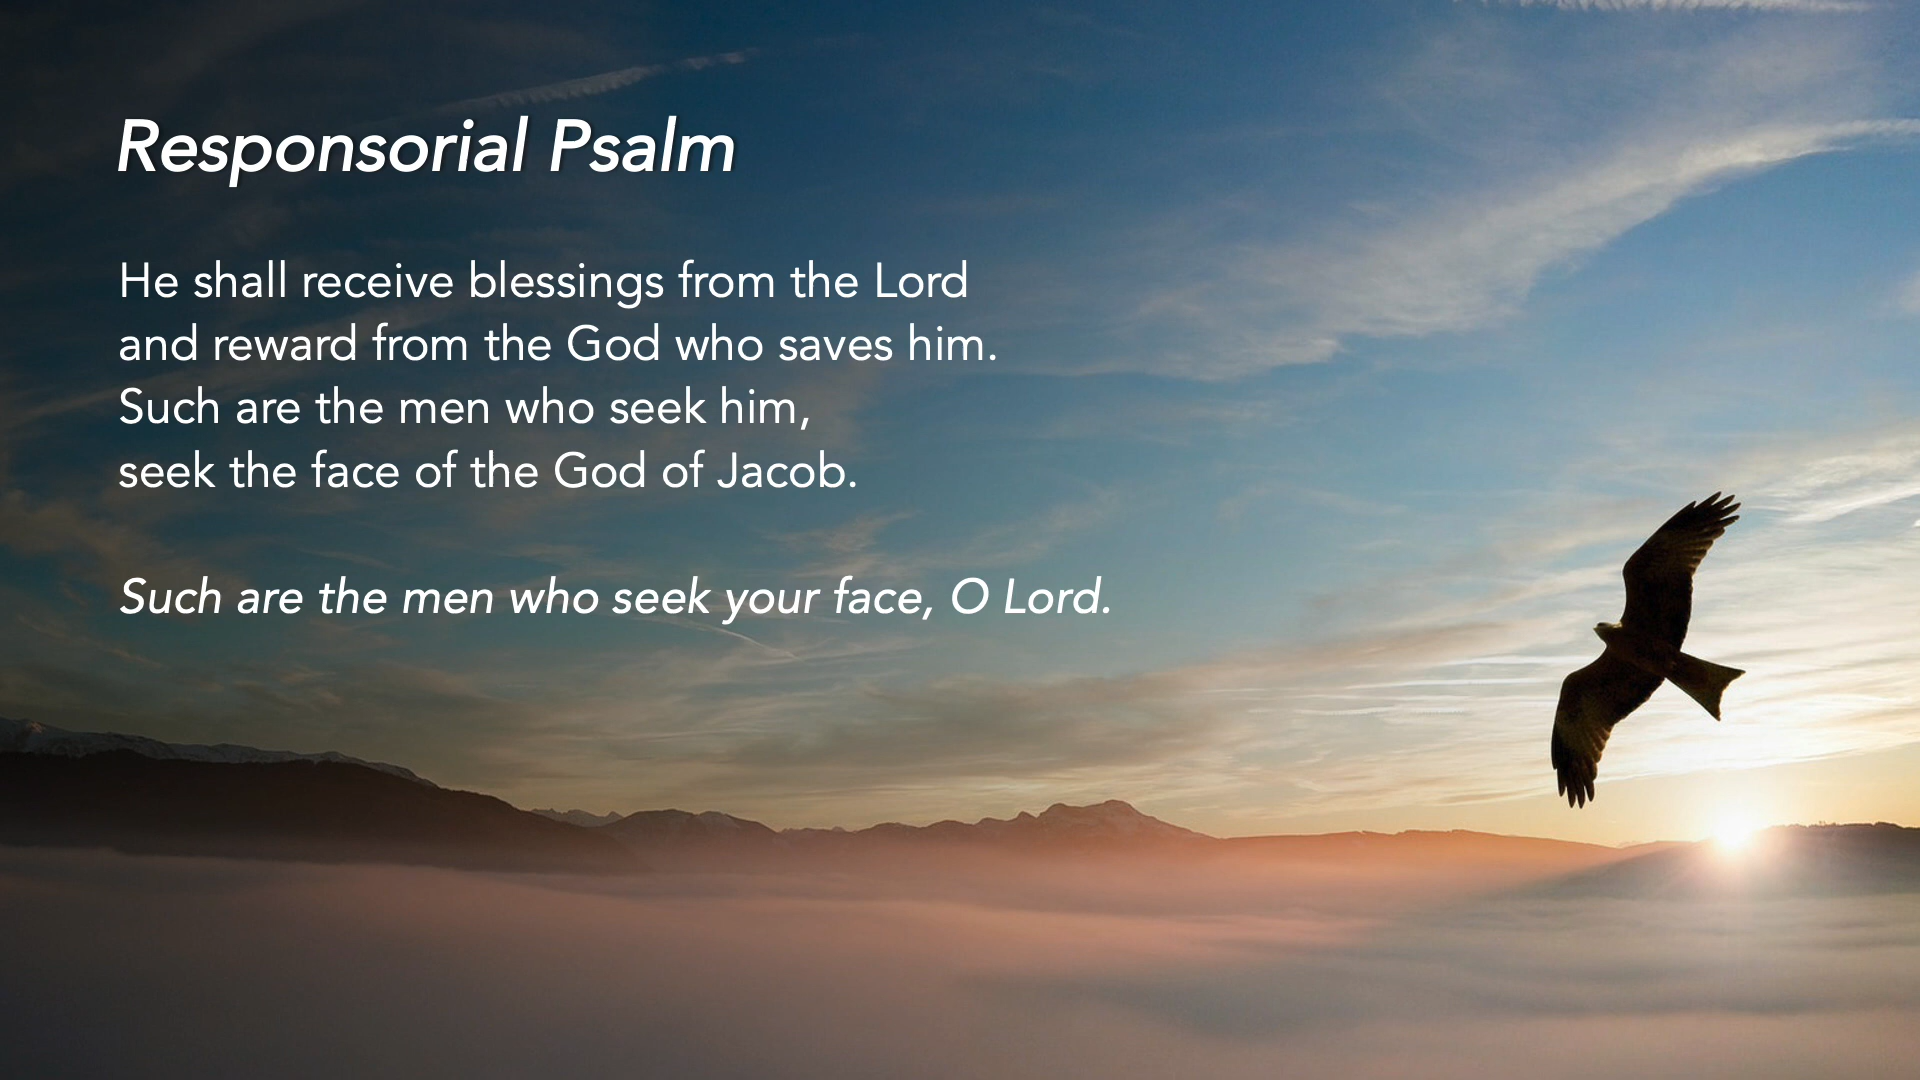 Responsorial Psalm
He shall receive blessings from the Lord
and reward from the God who saves him.
Such are the men who seek him,
seek the face of the God of Jacob.
Such are the men who seek your face, O Lord.